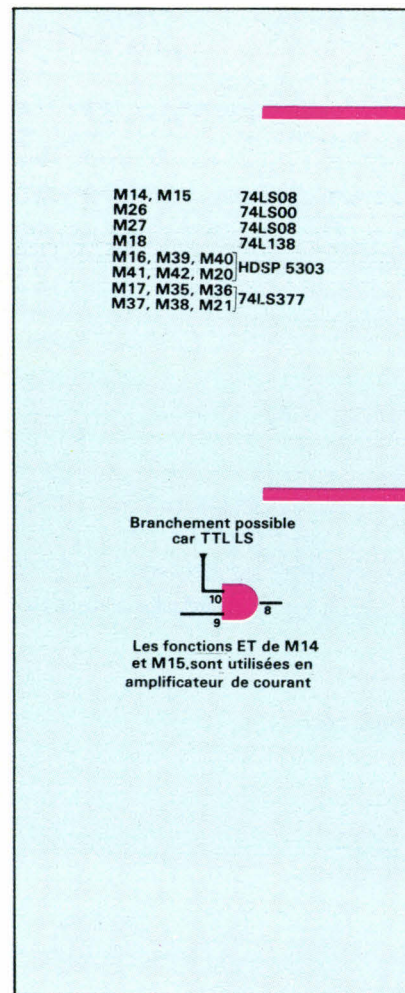 M14, M15 74LS08
M26 74LS00
M27 74LS08
M18 74L138
M16, M39, M40
M41, M42, M20 HDSP 5303
M17, M35, M36
M37, M38, M21 74LS377
Branchement possible
car TTL LS
10
9
8
Les fonctions ET de M14
et M15,sont utilisées en
amplificateur de courant